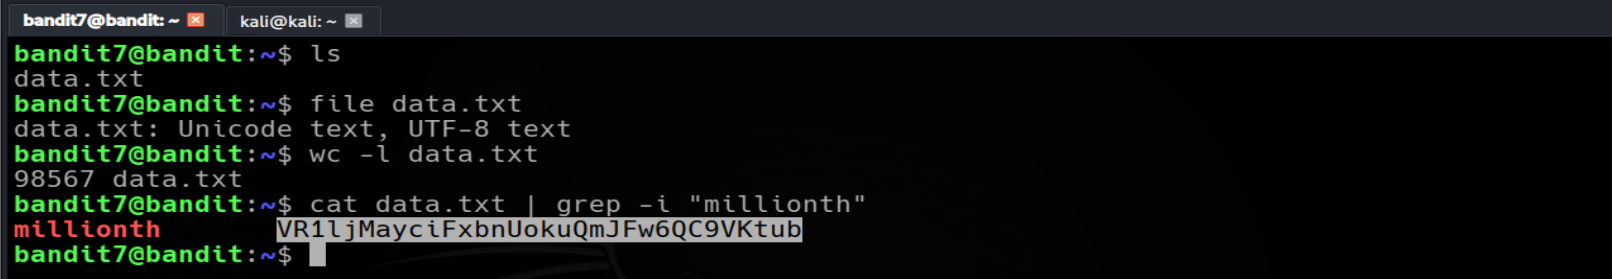 bandit7@bandit: ~
kali@kali: ~
bandit7@bandit:~$ ls
data.txt
bandit7@bandit:~$ file data.txt
data.txt: Unicode text, UTF-8 text
bandit7@bandit:~$ wc -l data.txt
98567 data.txt
bandit7@bandit:~$ cat data.txt | grep -i "millionth"
millionth       VR1ljMayciFxbnUokuQmJFw6QC9VKtub
bandit7@bandit:~$